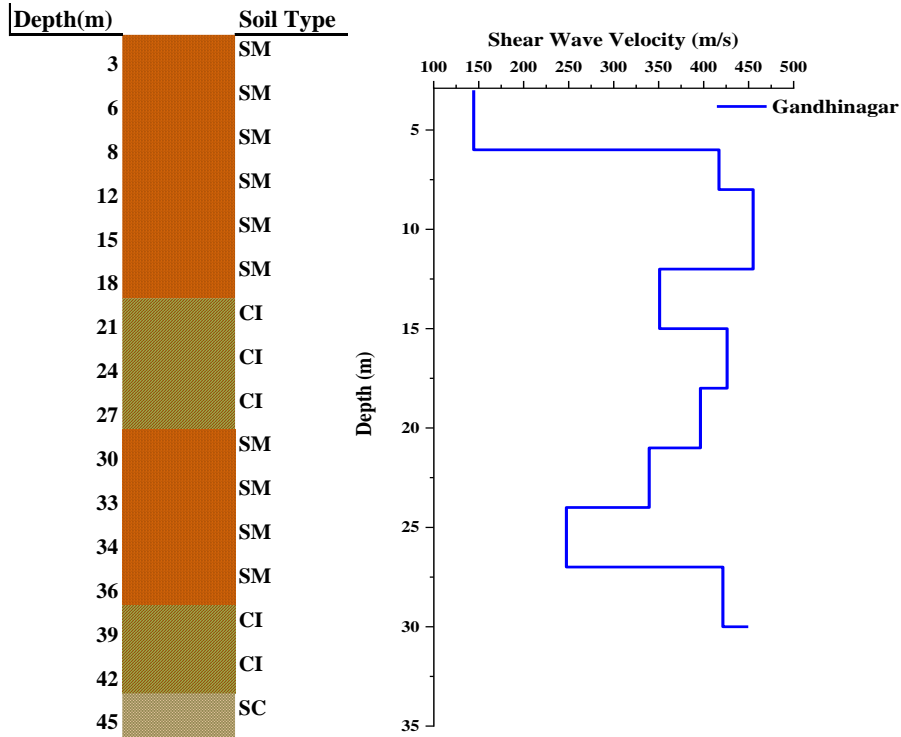 Depth(m) Soil Type
SM
3
SM
6
SM
8
SM
12
SM
15
SM
18
CI
21
CI
24
CI
27
SM
30
SM
33
SM
34
SM
36
CI
39
CI
42
SC
45
Shear Wave Velocity (m/s)
100 150 200 250 300 350 400 450 500
Gandhinagar
5
10
15
20
25
30
35
Depth (m)